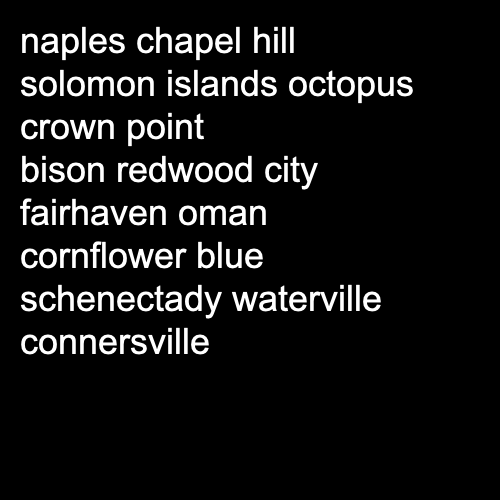 naples chapel hill
solomon islands octopus
crown point
bison redwood city
fairhaven oman
cornflower blue
schenectady waterville
connersville